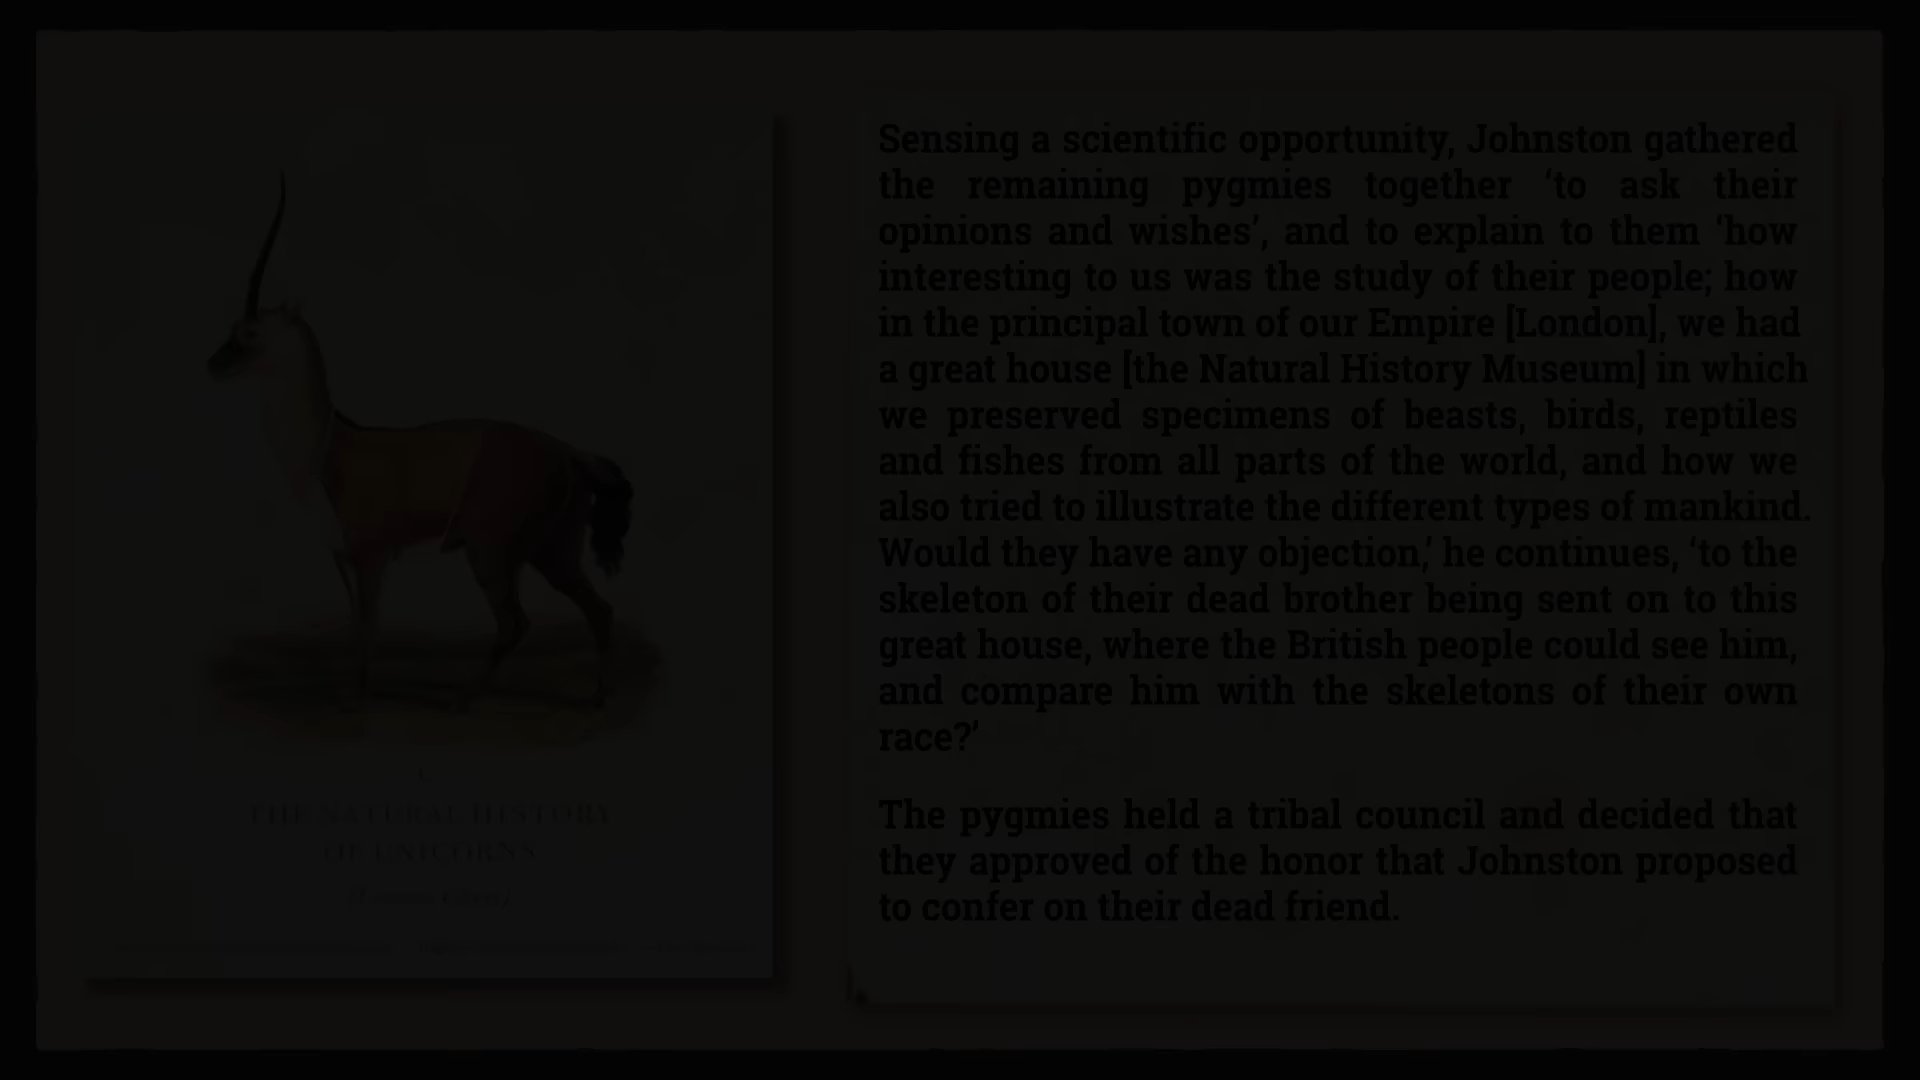 Sensing a scientific opportunity, Johnston gathered
the remaining pygmies together ‘to ask their
opinions and wishes’, and to explain to them ‘how
interesting to us was the study of their people; how
in the principal town of our Empire [London], we had
a great house [the Natural History Museum] in which
we preserved specimens of beasts, birds, reptiles
and fishes from all parts of the world, and how we
also tried to illustrate the different types of mankind.
Would they have any objection,’ he continues, ‘to the
skeleton of their dead brother being sent on to this
great house, where the British people could see him,
and compare him with the skeletons of their own
race?’
The pygmies held a tribal council and decided that
they approved of the honor that Johnston proposed
to confer on their dead friend.
THE NATURAL HISTORY
OF UNICORNS